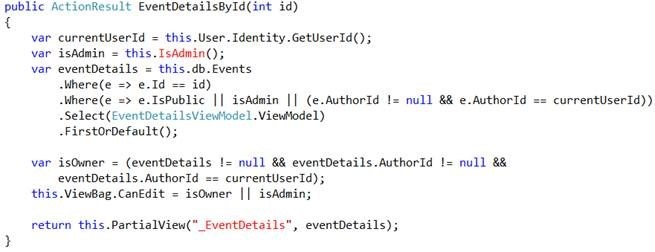 public ActionResult EventDetailsById(int id)
{
    var currentUserId = this.User.Identity.GetUserId();
    var isAdmin = this.IsAdmin();
    var eventDetails = this.db.Events
        .Where(e => e.Id == id)
        .Where(e => e.IsPublic || isAdmin || (e.AuthorId != null && e.AuthorId == currentUserId))
        .Select(EventDetailsViewModel.ViewModel)
        .FirstOrDefault();

    var isOwner = (eventDetails != null && eventDetails.AuthorId != null &&
        eventDetails.AuthorId == currentUserId);
    this.ViewBag.CanEdit = isOwner || isAdmin;

    return this.PartialView("_EventDetails", eventDetails);
}